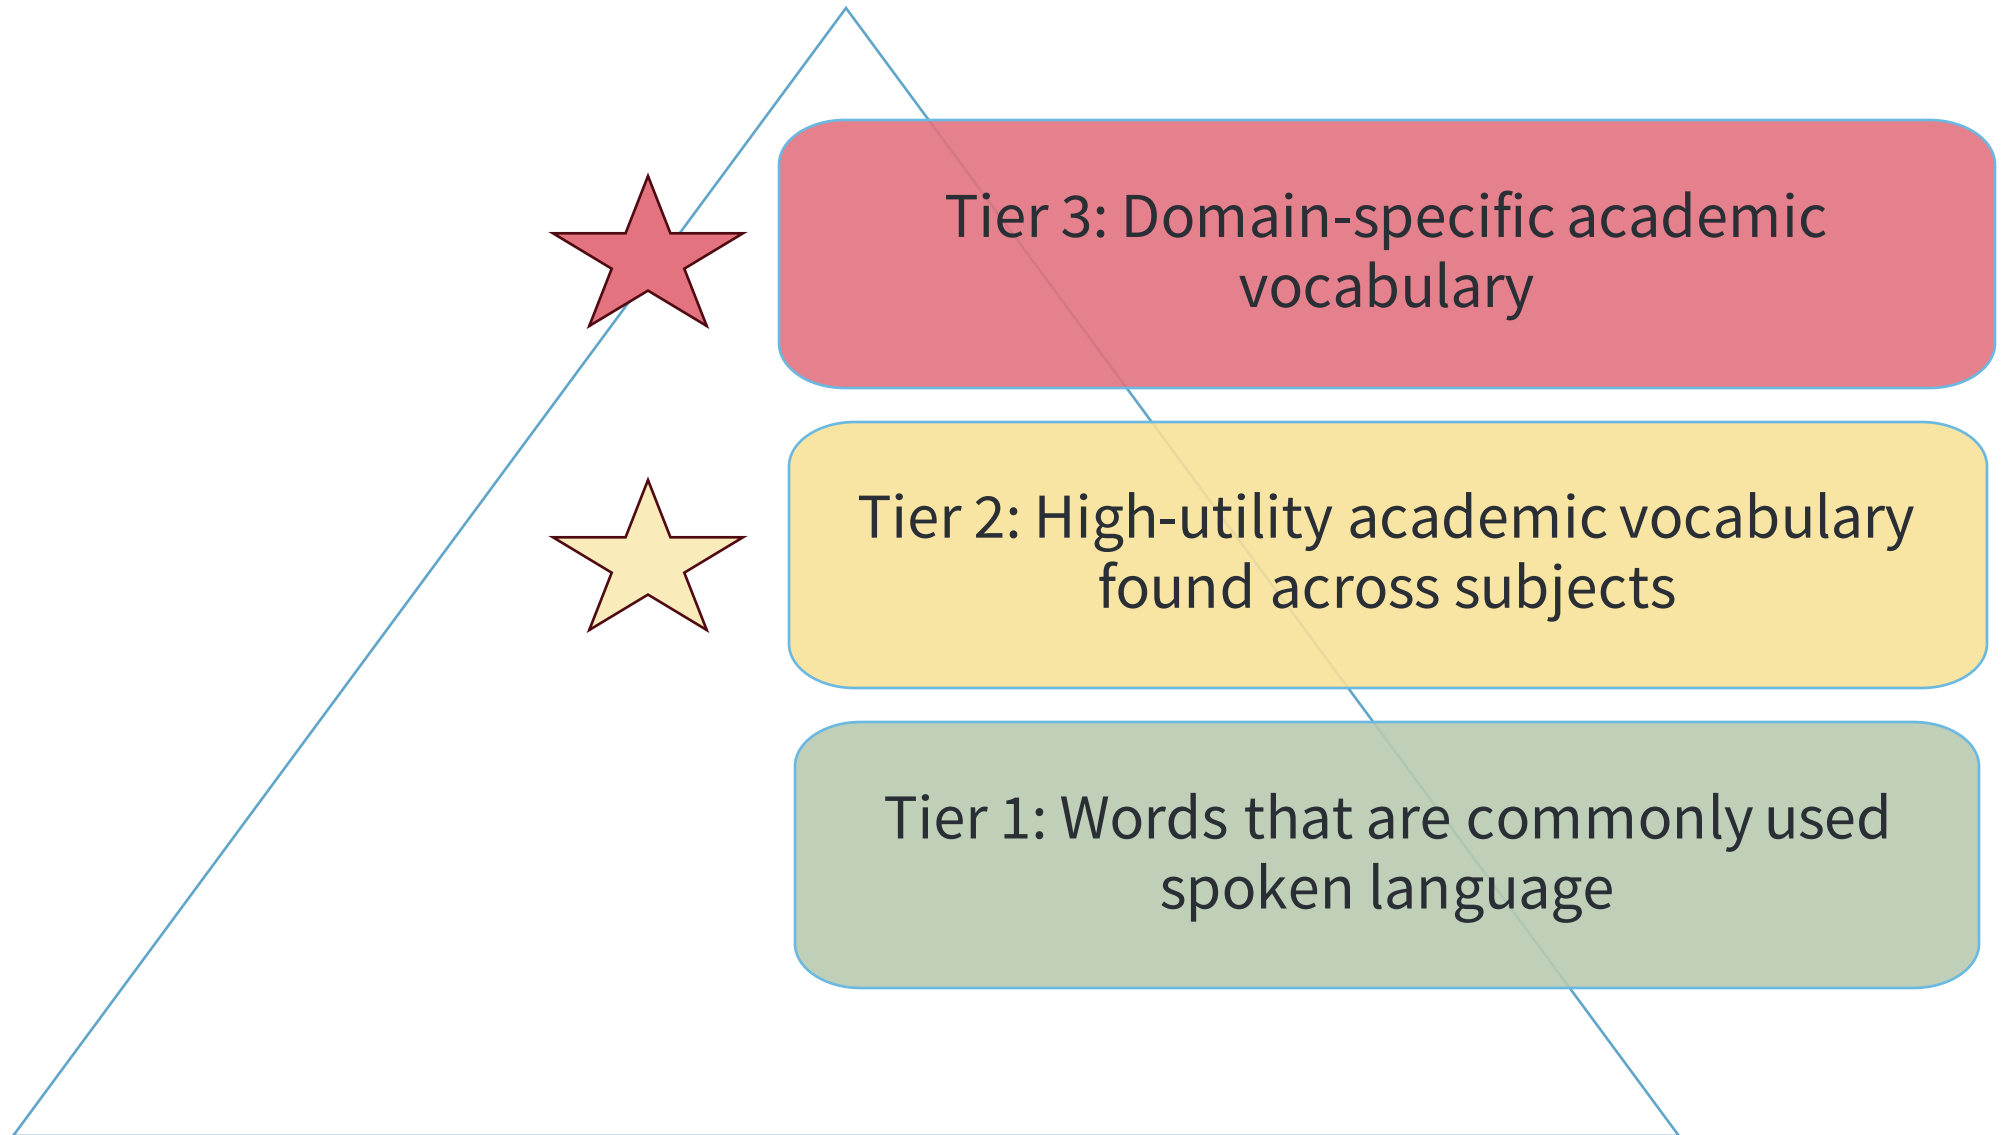 Tier 3: Domain-specific academic
vocabulary
Tier 2: High-utility academic vocabulary
found across subjects
Tier 1: Words that are commonly used
spoken language